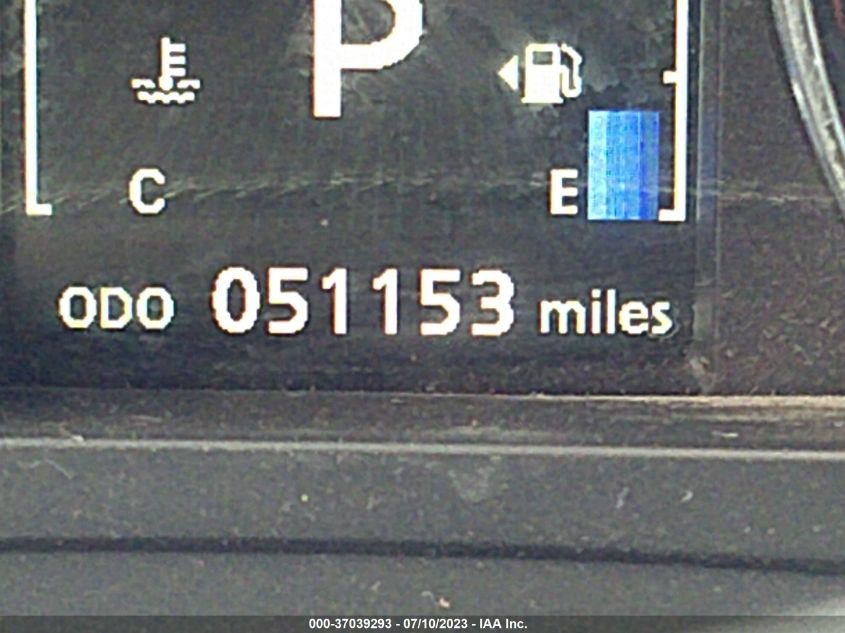 P
C E
ODO 051153 miles
000-37039293 - 07/10/2023 - IAA Inc.